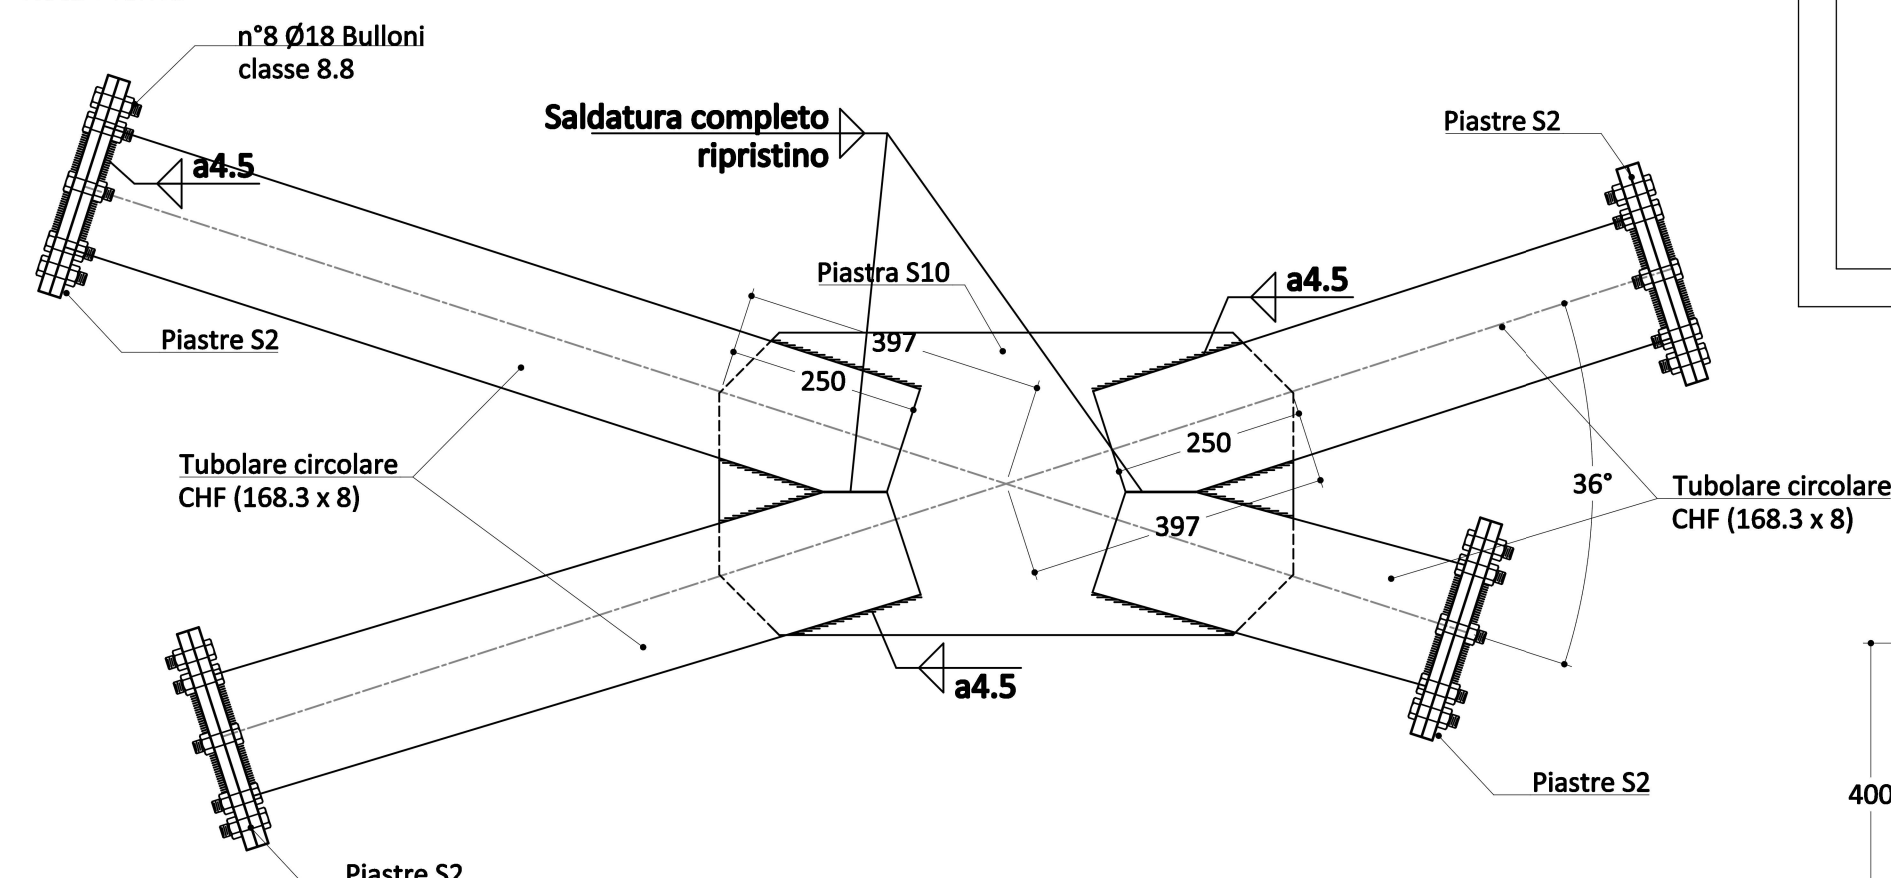 n°8 Ø18 Bulloni
classe 8.8
Saldatura completo
ripristino
Piastre S2
a4.5
Piastra S10
a4.5
Piastre S2
397
250
250
Tubolare circolare
CHF (168.3 x 8)
36°
Tubolare circolare
CHF (168.3 x 8)
397
a4.5
Piastre S2
400
Piastre S2